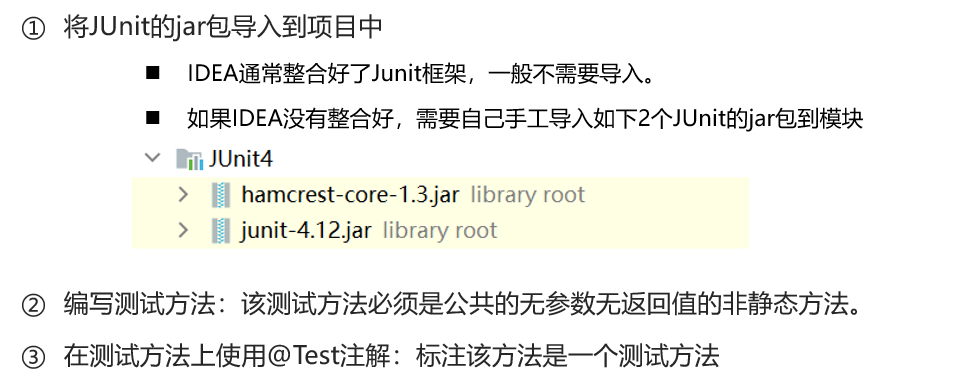 ① 将JUnit的jar包导入到项目中
■ IDEA通常整合好了Junit框架，一般不需要导入。
■ 如果IDEA没有整合好，需要自己手工导入如下2个JUnit的jar包到模块
JUnit4
hamcrest-core-1.3.jar library root
junit-4.12.jar library root
② 编写测试方法：该测试方法必须是公共的无参数无返回值的非静态方法。
③ 在测试方法上使用@Test注解：标注该方法是一个测试方法